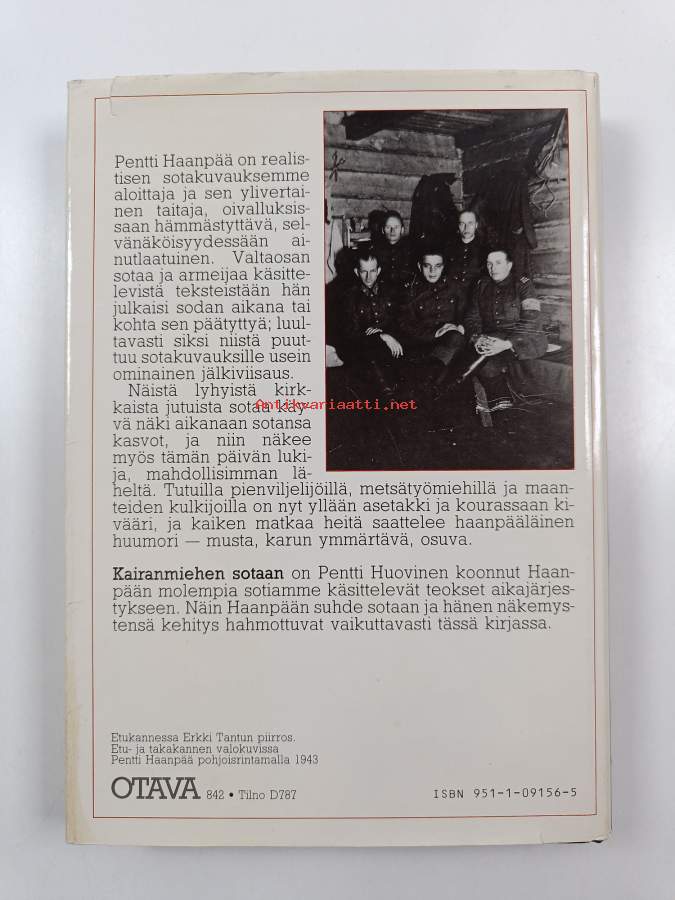 Pentti Haanpää on realis-
tisen sotakuvauksemme
aloittaja ja sen ylivertai-
nen taitaja, oivalluksis-
saan hämmästyttävä, sel-
vänäköisyydessään ai-
nutlaatuinen. Valtaosan
sotaa ja armeijaa käsitte-
levistä teksteistään hän
julkaisi sodan aikana tai
kohta sen päätyttyä; luul-
tavasti siksi niistä puut-
tuu sotakuvauksille usein
ominainen jälkiviisaus.
Näistä lyhyistä kirk-
kaista jutuista sotaa käy-
vä näki aikanaan sotansa
kasvot, ja niin näkee
myös tämän päivän luki-
ja, mahdollisimman lä-
heltä. Tutuilla pienviljelijöillä, metsätyömiehillä ja maan-
teiden kulkijoilla on nyt yllään asetakki ja kourassaan ki-
vääri, ja kaiken matkaa heitä saattelee haanpääläinen
huumori — musta, karun ymmärtävä, osuva.
Kairanmiehen sotaan on Pentti Huovinen koonnut Haan-
pään molempia sotiamme käsittelevät teokset aikajärjes-
tykseen. Näin Haanpään suhde sotaan ja hänen näkemys-
tensä kehitys hahmottuvat vaikuttavasti tässä kirjassa.
Antikvariaatti.net
Etukannessa Erkki Tantun piirros.
Etu- ja takakannen valokuvissa
Pentti Haanpää pohjoisrintamalla 1943
OTAVA 842 • Tilno D787
ISBN 951-1-09156-5